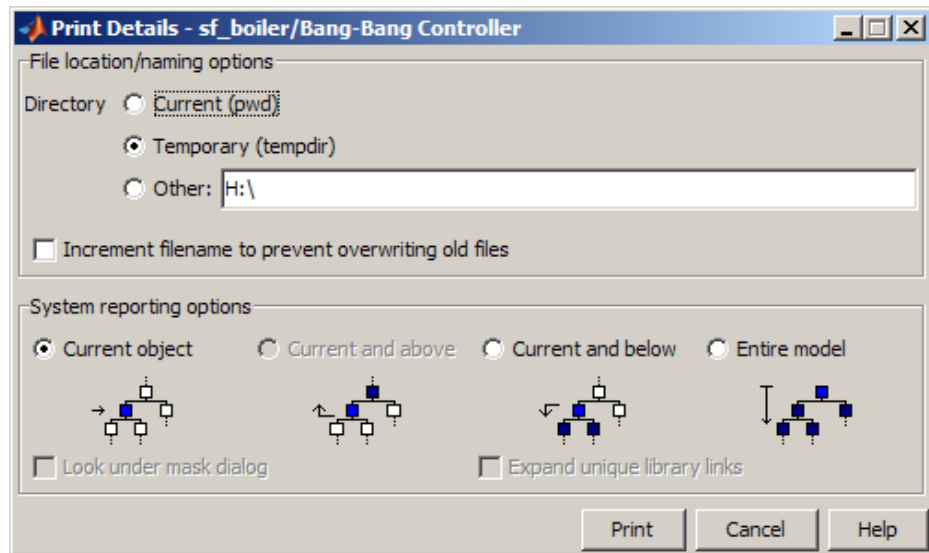 Print Details - sf_boiler/Bang-Bang Controller
File location/naming options
Directory Current (pwd)
Temporary (tempdir)
Other: H:\
Increment filename to prevent overwriting old files
System reporting options
Current object Current and above Current and below Entire model
Look under mask dialog Expand unique library links
Print Cancel Help